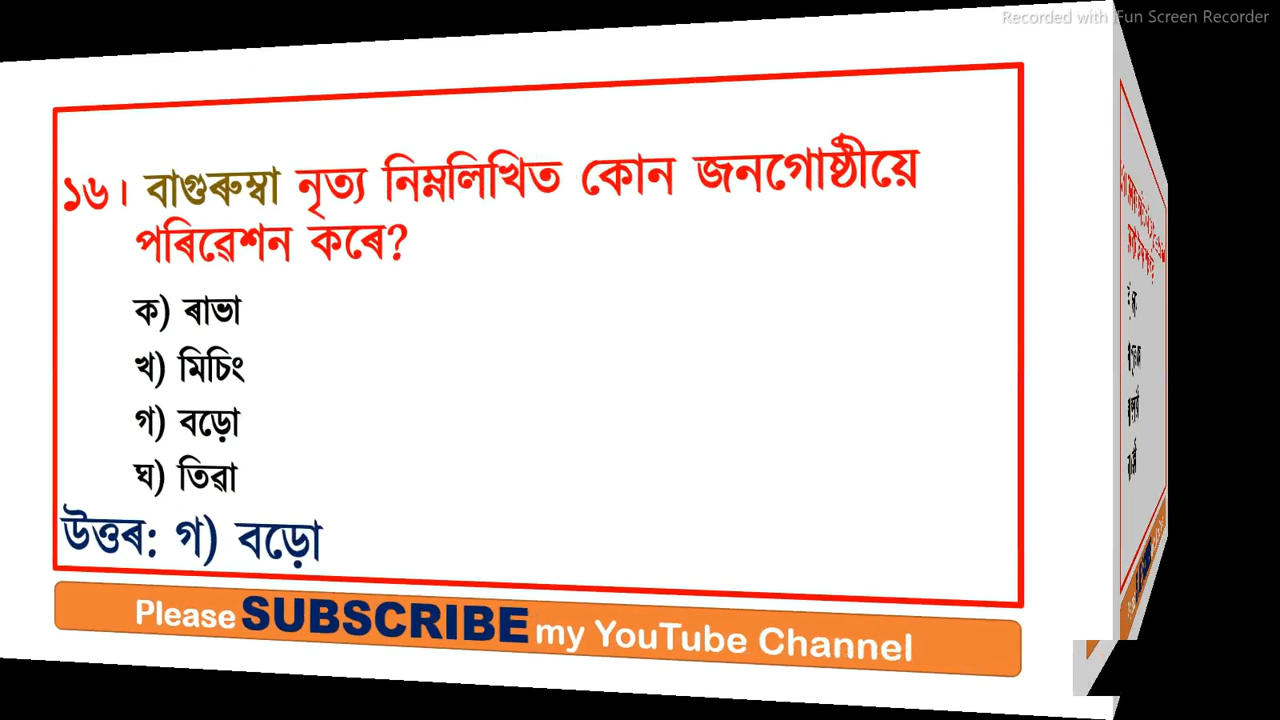 Recorded with iFun Screen Recorder
১৬। বাগুৰুম্বা নৃত্য নিম্নলিখিত কোন জনগোষ্ঠীয়ে
পৰিৱেশন কৰে?
ক) ৰাভা
খ) মিচিং
গ) বড়ো
ঘ) তিৱা
উত্তৰ: গ) বড়ো
Please SUBSCRIBE my YouTube Channel